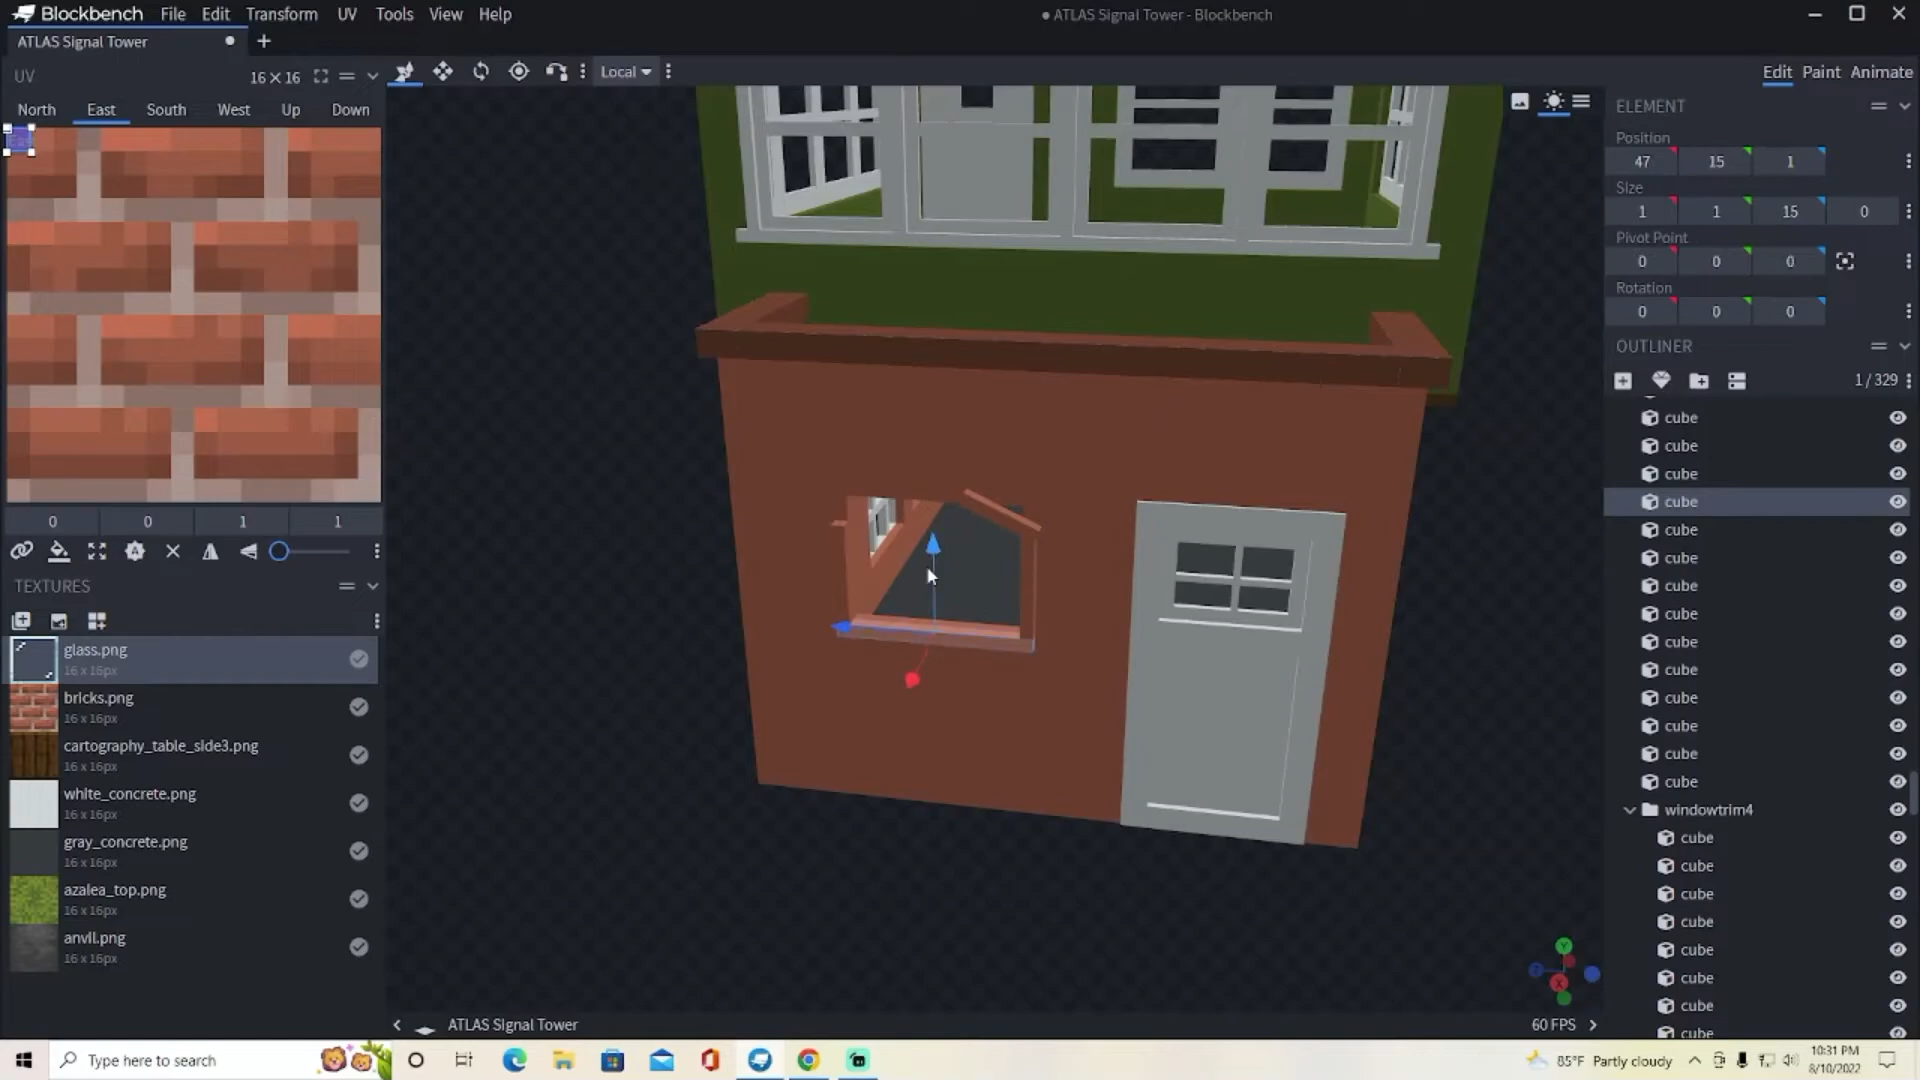 Blockbench File Edit Transform UV Tools View Help
● ATLAS Signal Tower - Blockbench
ATLAS Signal Tower
UV 16 × 16
Local
Edit Paint Animate
North East South West Up Down
ELEMENT
Position
47 15 1
Size
1 1 15 0
Pivot Point
0 0 0
Rotation
0 0 0
OUTLINER
1 / 329
cube
cube
cube
cube
cube
cube
cube
cube
cube
cube
cube
cube
cube
cube
windowtrim4
cube
cube
cube
cube
cube
cube
cube
cube
0 0 1 1
TEXTURES
glass.png
16 x 16px
bricks.png
16 x 16px
cartography_table_side3.png
16 x 16px
white_concrete.png
16 x 16px
gray_concrete.png
16 x 16px
azalea_top.png
16 x 16px
anvil.png
16 x 16px
Y
Z
X
ATLAS Signal Tower
60 FPS
Type here to search
85°F Partly cloudy
10:31 PM
8/10/2022